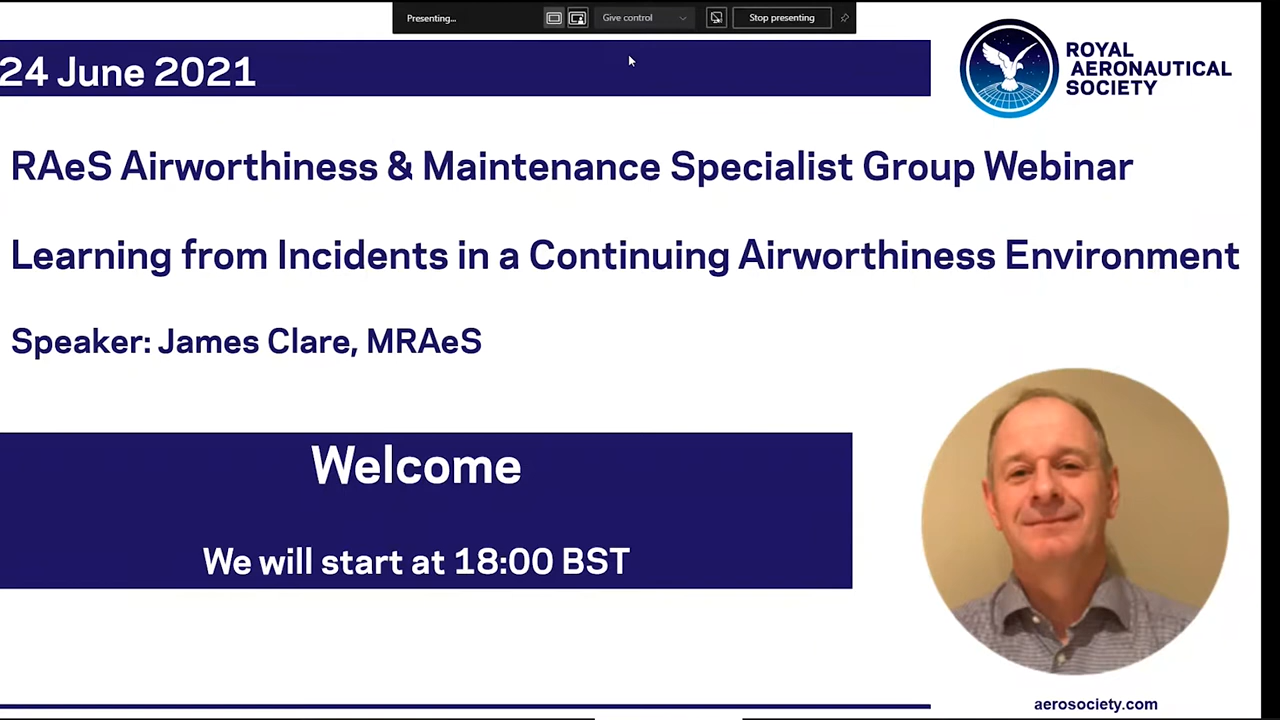 Presenting...
Give control
Stop presenting
24 June 2021
ROYAL
AERONAUTICAL
SOCIETY
RAeS Airworthiness & Maintenance Specialist Group Webinar
Learning from Incidents in a Continuing Airworthiness Environment
Speaker: James Clare, MRAeS
Welcome
We will start at 18:00 BST
aerosociety.com